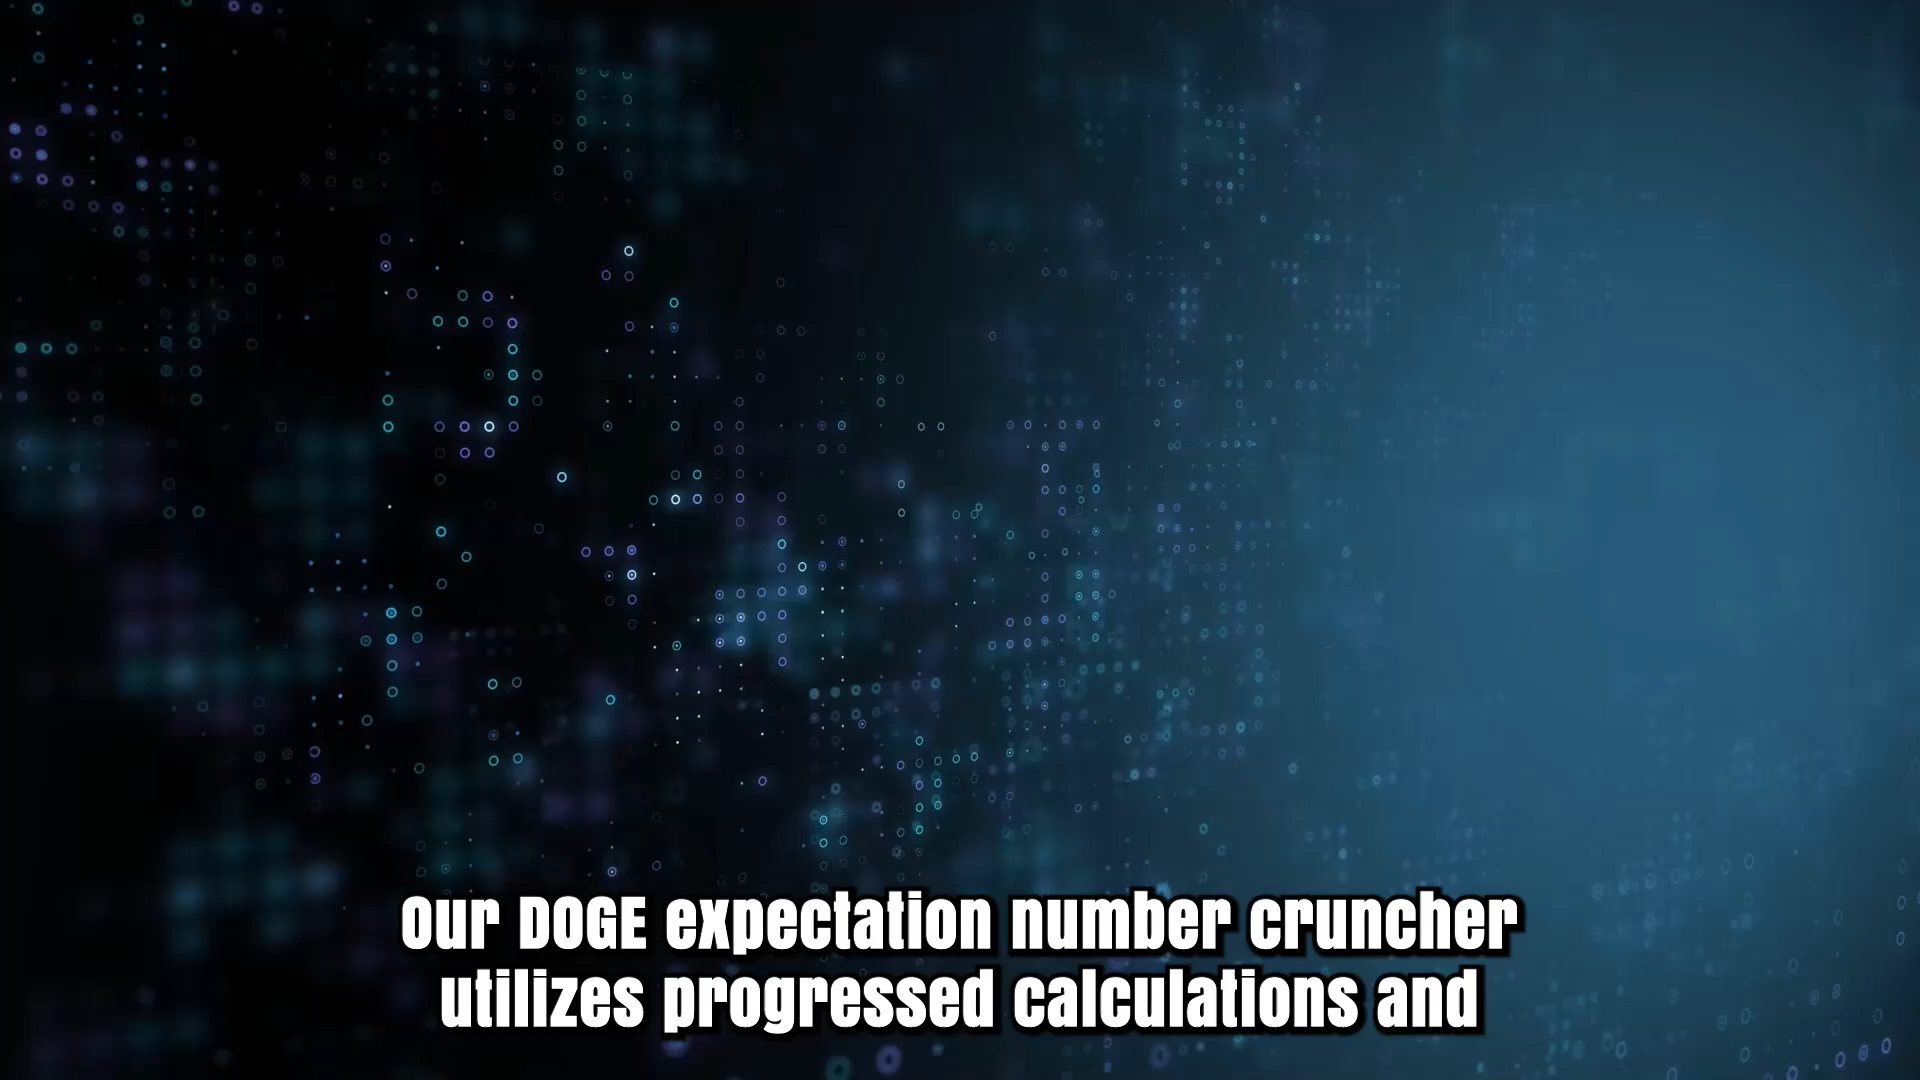 Our DOGE expectation number cruncher
utilizes progressed calculations and